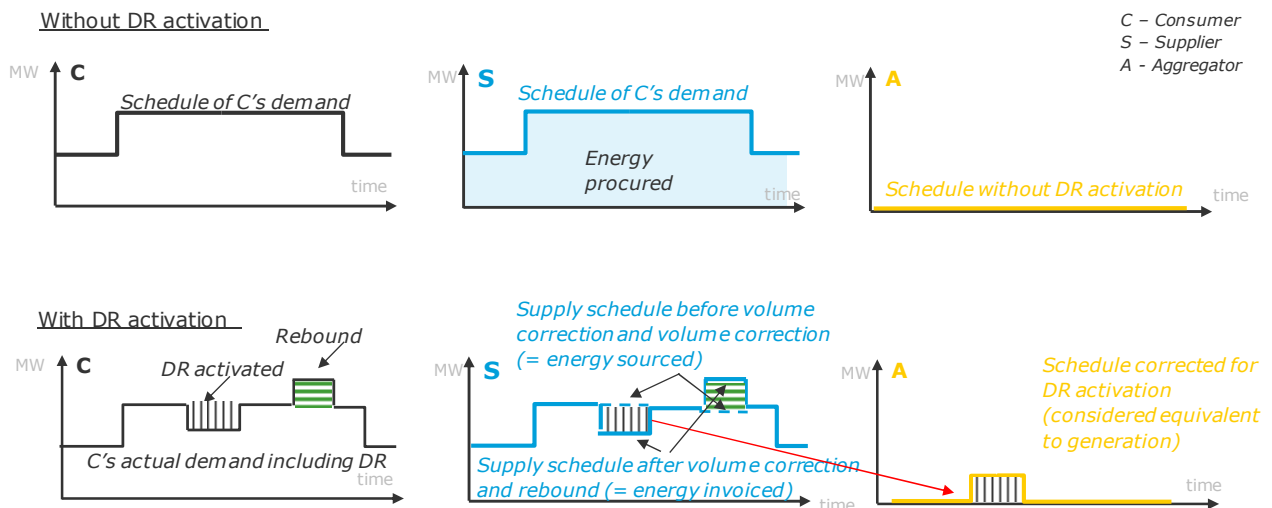 Without DR activation
C – Consumer
S – Supplier
A - Aggregator
MW
C
Schedule of C's demand
time
MW
S
Schedule of C's demand
Energy
procured
time
MW
A
Schedule without DR activation
time
With DR activation
MW
C
DR activated
Rebound
C's actual demand including DR
time
Supply schedule before volume
correction and volume correction
(= energy sourced)
MW
S
Supply schedule after volume correction
and rebound (= energy invoiced)
time
MW
A
Schedule corrected for
DR activation
(considered equivalent
to generation)
time